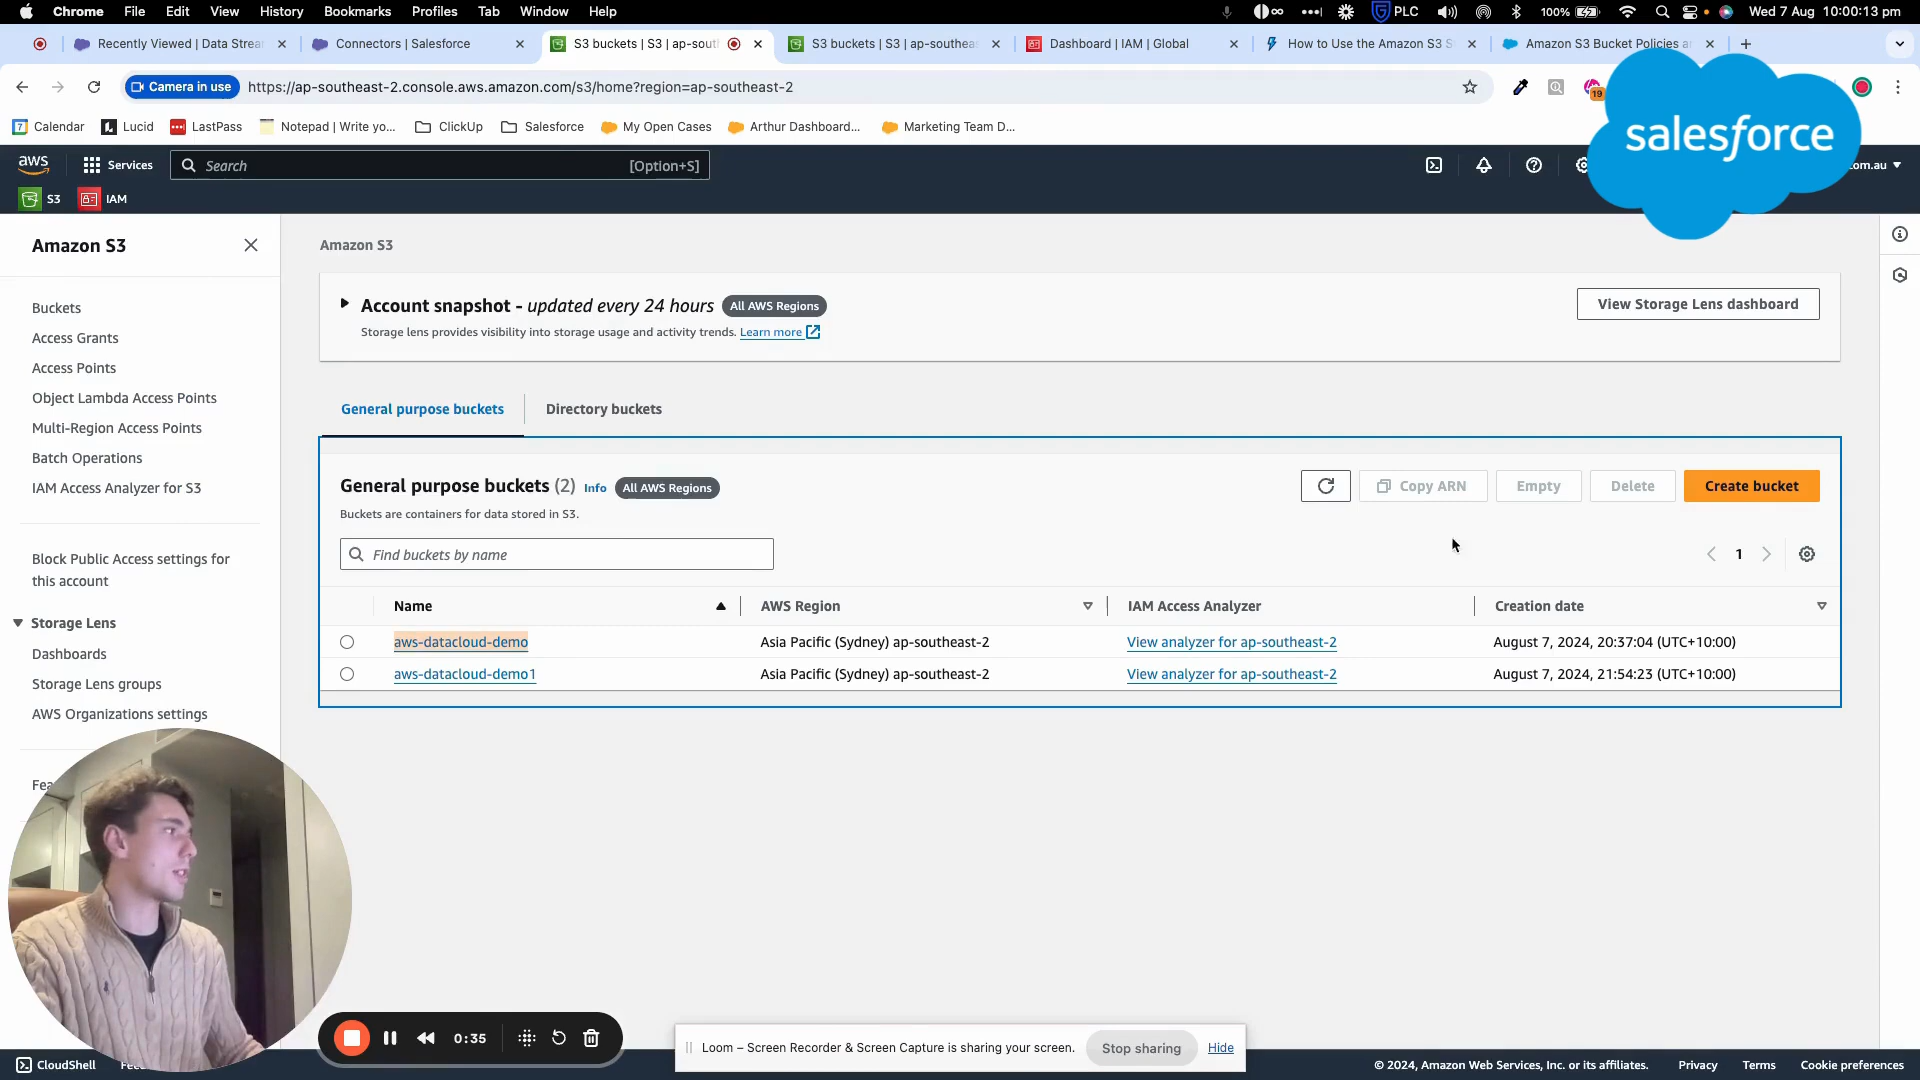 Chrome File Edit View History Bookmarks Profiles Tab Window Help PLC 100% Wed 7 Aug 10:00:13 pm
Recently Viewed | Data Strea Connectors | Salesforce S3 buckets | S3 | ap-sout S3 buckets | S3 | ap-southea Dashboard | IAM | Global How to Use the Amazon S3 S Amazon S3 Bucket Policies a
Camera in use https://ap-southeast-2.console.aws.amazon.com/s3/home?region=ap-southeast-2 19
Calendar Lucid LastPass Notepad | Write yo... ClickUp Salesforce My Open Cases Arthur Dashboard... Marketing Team D...
salesforce
aws Services Search [Option+S] com.au
S3 IAM
Amazon S3
Buckets
Access Grants
Access Points
Object Lambda Access Points
Multi-Region Access Points
Batch Operations
IAM Access Analyzer for S3
Block Public Access settings for
this account
Storage Lens
Dashboards
Storage Lens groups
AWS Organizations settings
Amazon S3
Account snapshot - updated every 24 hours All AWS Regions
Storage lens provides visibility into storage usage and activity trends. Learn more
View Storage Lens dashboard
General purpose buckets Directory buckets
General purpose buckets (2) Info All AWS Regions
Buckets are containers for data stored in S3.
Copy ARN Empty Delete Create bucket
Find buckets by name
1
Name AWS Region IAM Access Analyzer Creation date
aws-datacloud-demo Asia Pacific (Sydney) ap-southeast-2 View analyzer for ap-southeast-2 August 7, 2024, 20:37:04 (UTC+10:00)
aws-datacloud-demo1 Asia Pacific (Sydney) ap-southeast-2 View analyzer for ap-southeast-2 August 7, 2024, 21:54:23 (UTC+10:00)
0:35
Loom – Screen Recorder & Screen Capture is sharing your screen. Stop sharing Hide
CloudShell © 2024, Amazon Web Services, Inc. or its affiliates. Privacy Terms Cookie preferences